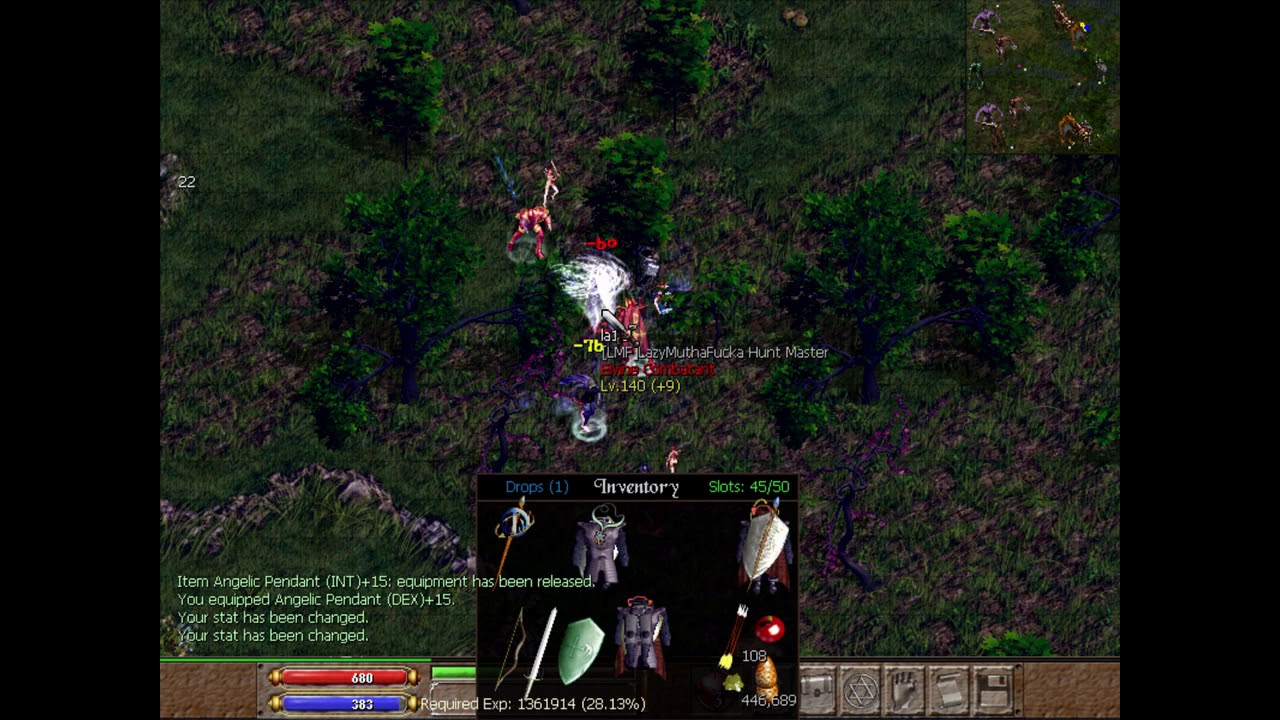 22
-60
la1
-76
[LMF]LazyMuthaFucka Hunt Master
Elvine Combatant
Lv.140 (+9)
Drops (1) Inventory Slots: 45/50
Item Angelic Pendant (INT)+15: equipment has been released.
You equipped Angelic Pendant (DEX)+15.
Your stat has been changed.
Your stat has been changed.
108
680
383
Required Exp: 1361914 (28.13%)
446,689